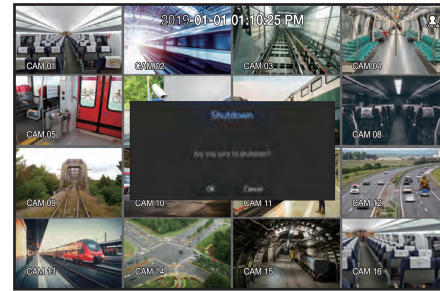 2019-01-01 01:10:25 PM
CAM 01
CAM 02
CAM 03
CAM 04
CAM 05
CAM 08
Shutdown
Are you sure to shutdown?
OK Cancel
CAM 09
CAM 10
CAM 11
CAM 12
CAM 13
CAM 14
CAM 15
CAM 16